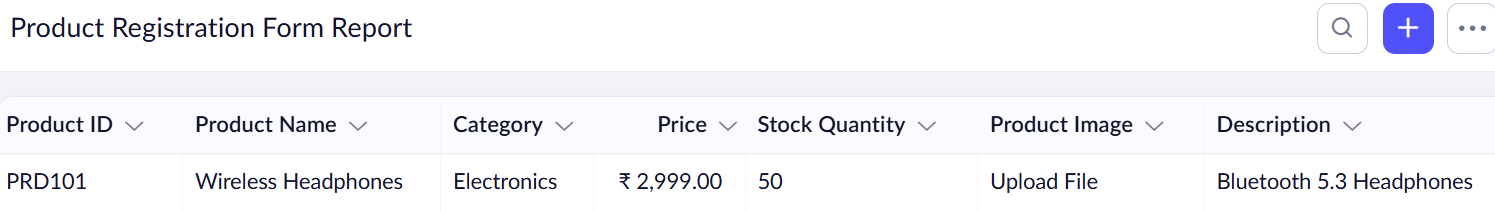 Product Registration Form Report
Product ID Product Name Category Price Stock Quantity Product Image Description
PRD101 Wireless Headphones Electronics ₹ 2,999.00 50 Upload File Bluetooth 5.3 Headphones